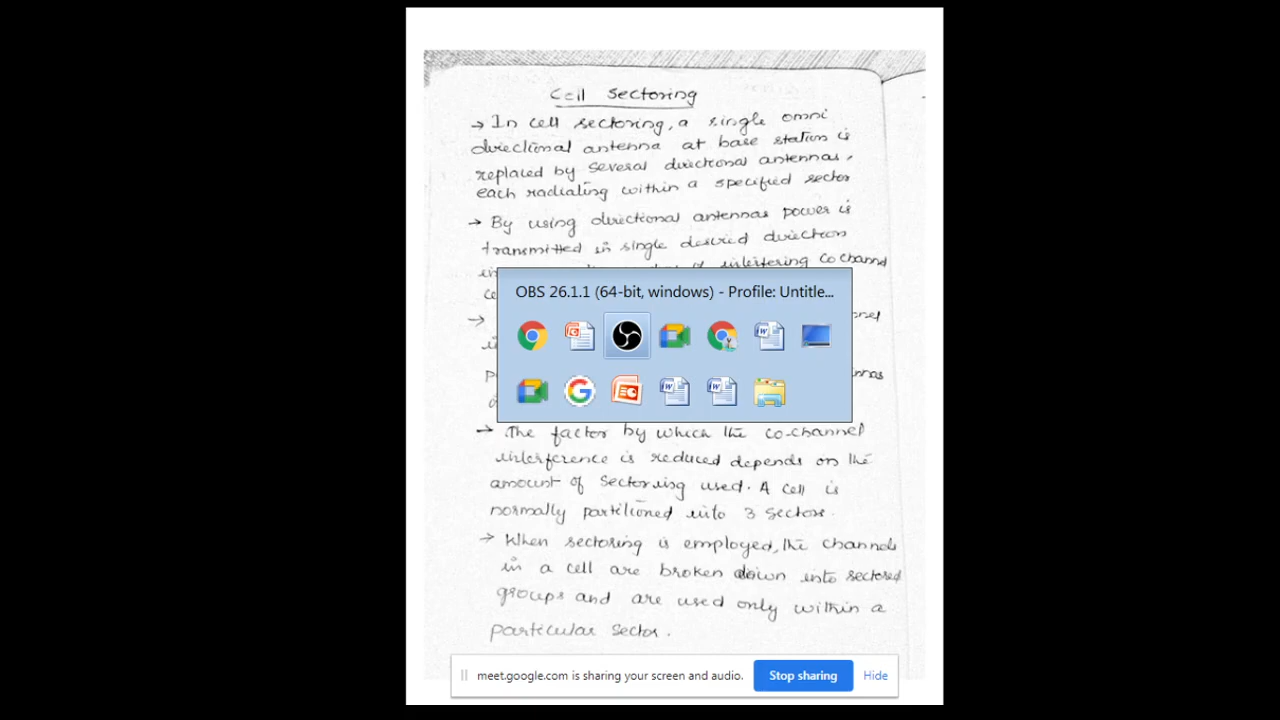 Cell Sectoring
→ In cell sectoring, a single omni
directional antenna at base station is
replaced by several directional antennas,
each radiating within a specified sector
→ By using directional antennas power is
transmitted in single desired direction
of interfering co channel
OBS 26.1.1 (64-bit, windows) - Profile: Untitle...
→
→ The factor by which the co-channel
interference is reduced depends on the
amount of sectoring used. A cell is
normally partitioned into 3 sectors.
→ When sectoring is employed, the channels
in a cell are broken down into sectored
groups and are used only within a
particular sector.
meet.google.com is sharing your screen and audio. Stop sharing Hide